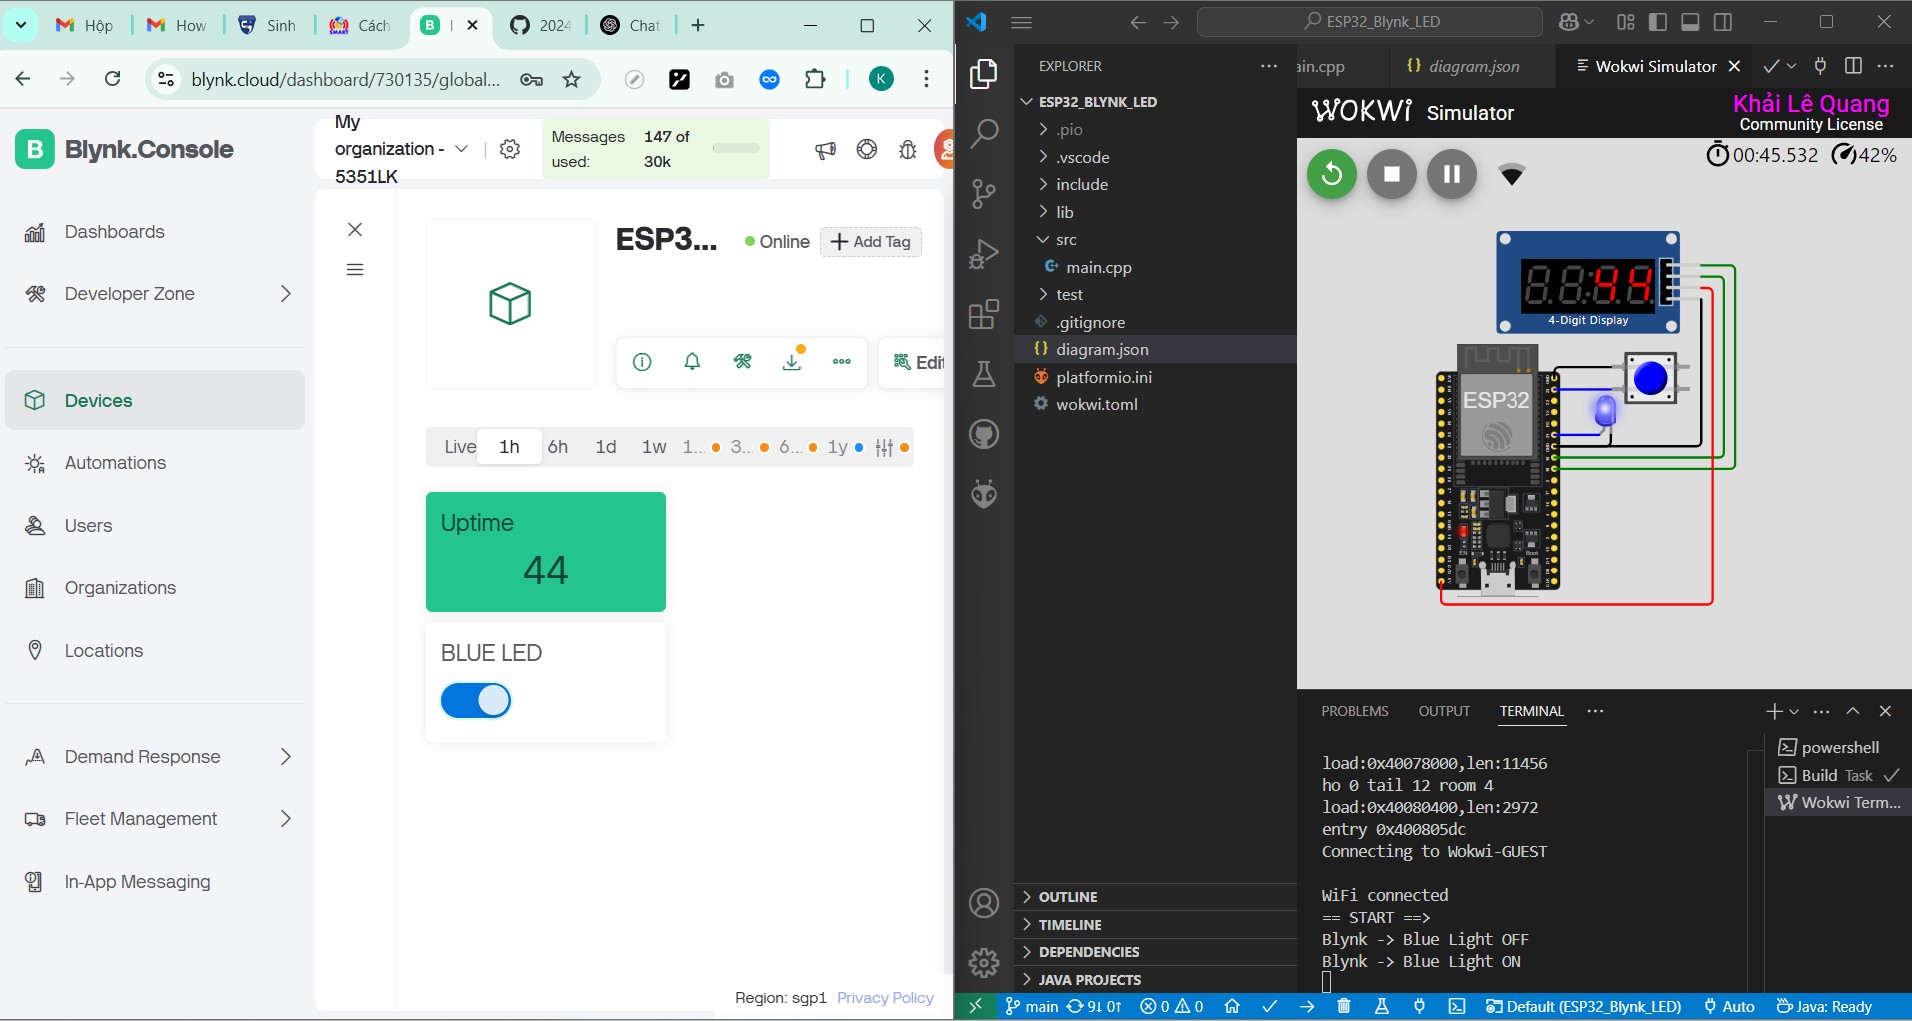 Hộp
How
Sinh
Cách
2024
Chat
blynk.cloud/dashboard/730135/global...
K
B
Blynk.Console
My organization - 5351LK
Messages used:
147 of 30k
Dashboards
Developer Zone
Devices
Automations
Users
Organizations
Locations
Demand Response
Fleet Management
In-App Messaging
ESP3...
Online
Add Tag
Edit
Live
1h
6h
1d
1w
1...
3...
6...
1y
Uptime
44
BLUE LED
Region: sgp1 Privacy Policy
ESP32_Blynk_LED
EXPLORER
ESP32_BLYNK_LED
.pio
.vscode
include
lib
src
main.cpp
test
.gitignore
diagram.json
platformio.ini
wokwi.toml
OUTLINE
TIMELINE
DEPENDENCIES
JAVA PROJECTS
ain.cpp
diagram.json
Wokwi Simulator
WOKWi Simulator
Khải Lê Quang
Community License
00:45.532
42%
44
4-Digit Display
ESP32
EN
Boot
PROBLEMS
OUTPUT
TERMINAL
load:0x40078000,len:11456
ho 0 tail 12 room 4
load:0x40080400,len:2972
entry 0x400805dc
Connecting to Wokwi-GUEST
WiFi connected
== START ==>
Blynk -> Blue Light OFF
Blynk -> Blue Light ON
powershell
Build Task
Wokwi Term...
main
9↓ 0↑
0
0
Default (ESP32_Blynk_LED)
Auto
Java: Ready